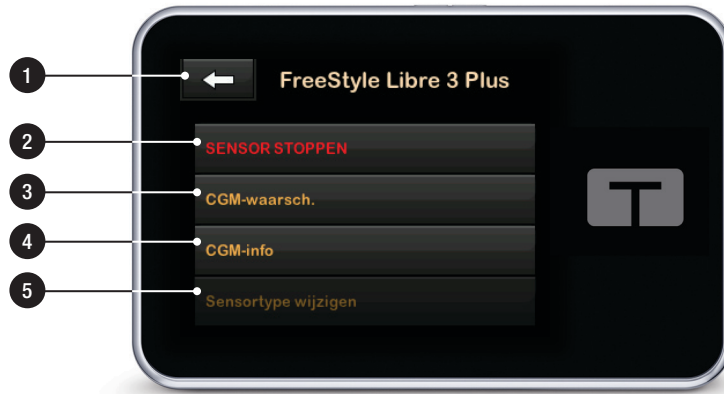 1
FreeStyle Libre 3 Plus
2
SENSOR STOPPEN
3
CGM-waarsch.
4
CGM-info
5
Sensortype wijzigen